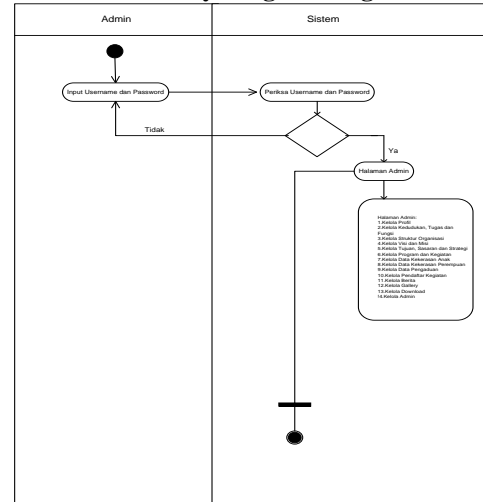 Admin
Sistem
Input Username dan Password
Periksa Username dan Password
Tidak
Ya
Halaman Admin
Halaman Admin:
1.Kelola Profil
2.Kelola Kedudukan, Tugas dan
Fungsi
3.Kelola Struktur Organisasi
4.Kelola Visi dan Misi
5.Kelola Tujuan, Sasaran dan Strategi
6.Kelola Program dan Kegiatan
7.Kelola Data Kekerasan Anak
8.Kelola Data Kekerasan Perempuan
9.Kelola Data Pengaduan
10.Kelola Pendaftar Kegiatan
11.Kelola Berita
12.Kelola Gallery
13.Kelola Download
14.Kelola Admin